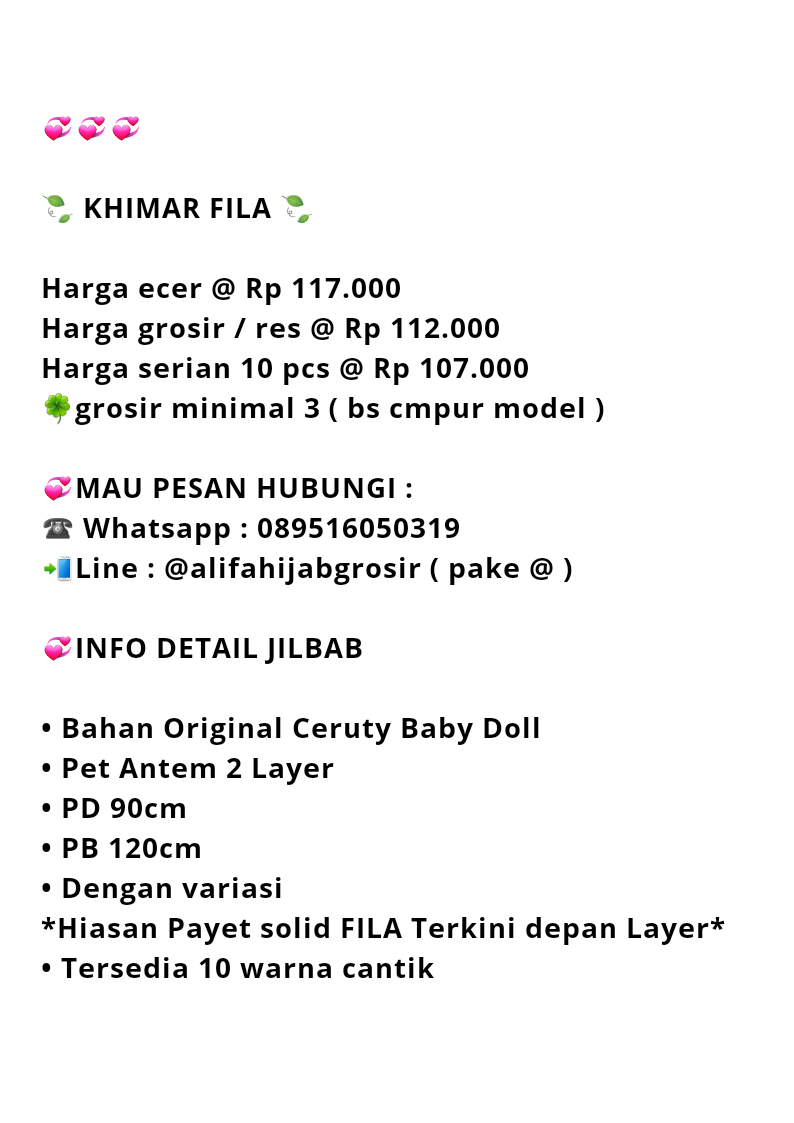 💞💞💞
🍃 KHIMAR FILA 🍃
Harga ecer @ Rp 117.000
Harga grosir / res @ Rp 112.000
Harga serian 10 pcs @ Rp 107.000
🍀grosir minimal 3 ( bs cmpur model )
💞MAU PESAN HUBUNGI :
☎ Whatsapp : 089516050319
📲Line : @alifahijabgrosir ( pake @ )
💞INFO DETAIL JILBAB
• Bahan Original Ceruty Baby Doll
• Pet Antem 2 Layer
• PD 90cm
• PB 120cm
• Dengan variasi
*Hiasan Payet solid FILA Terkini depan Layer*
• Tersedia 10 warna cantik